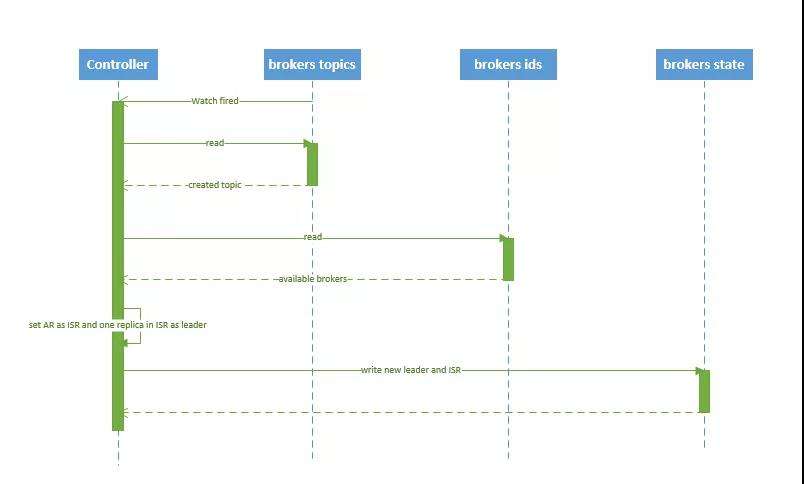 Controller
brokers topics
brokers ids
brokers state
Watch fired
read
created topic
read
available brokers
set AR as ISR and one replica in ISR as leader
write new leader and ISR